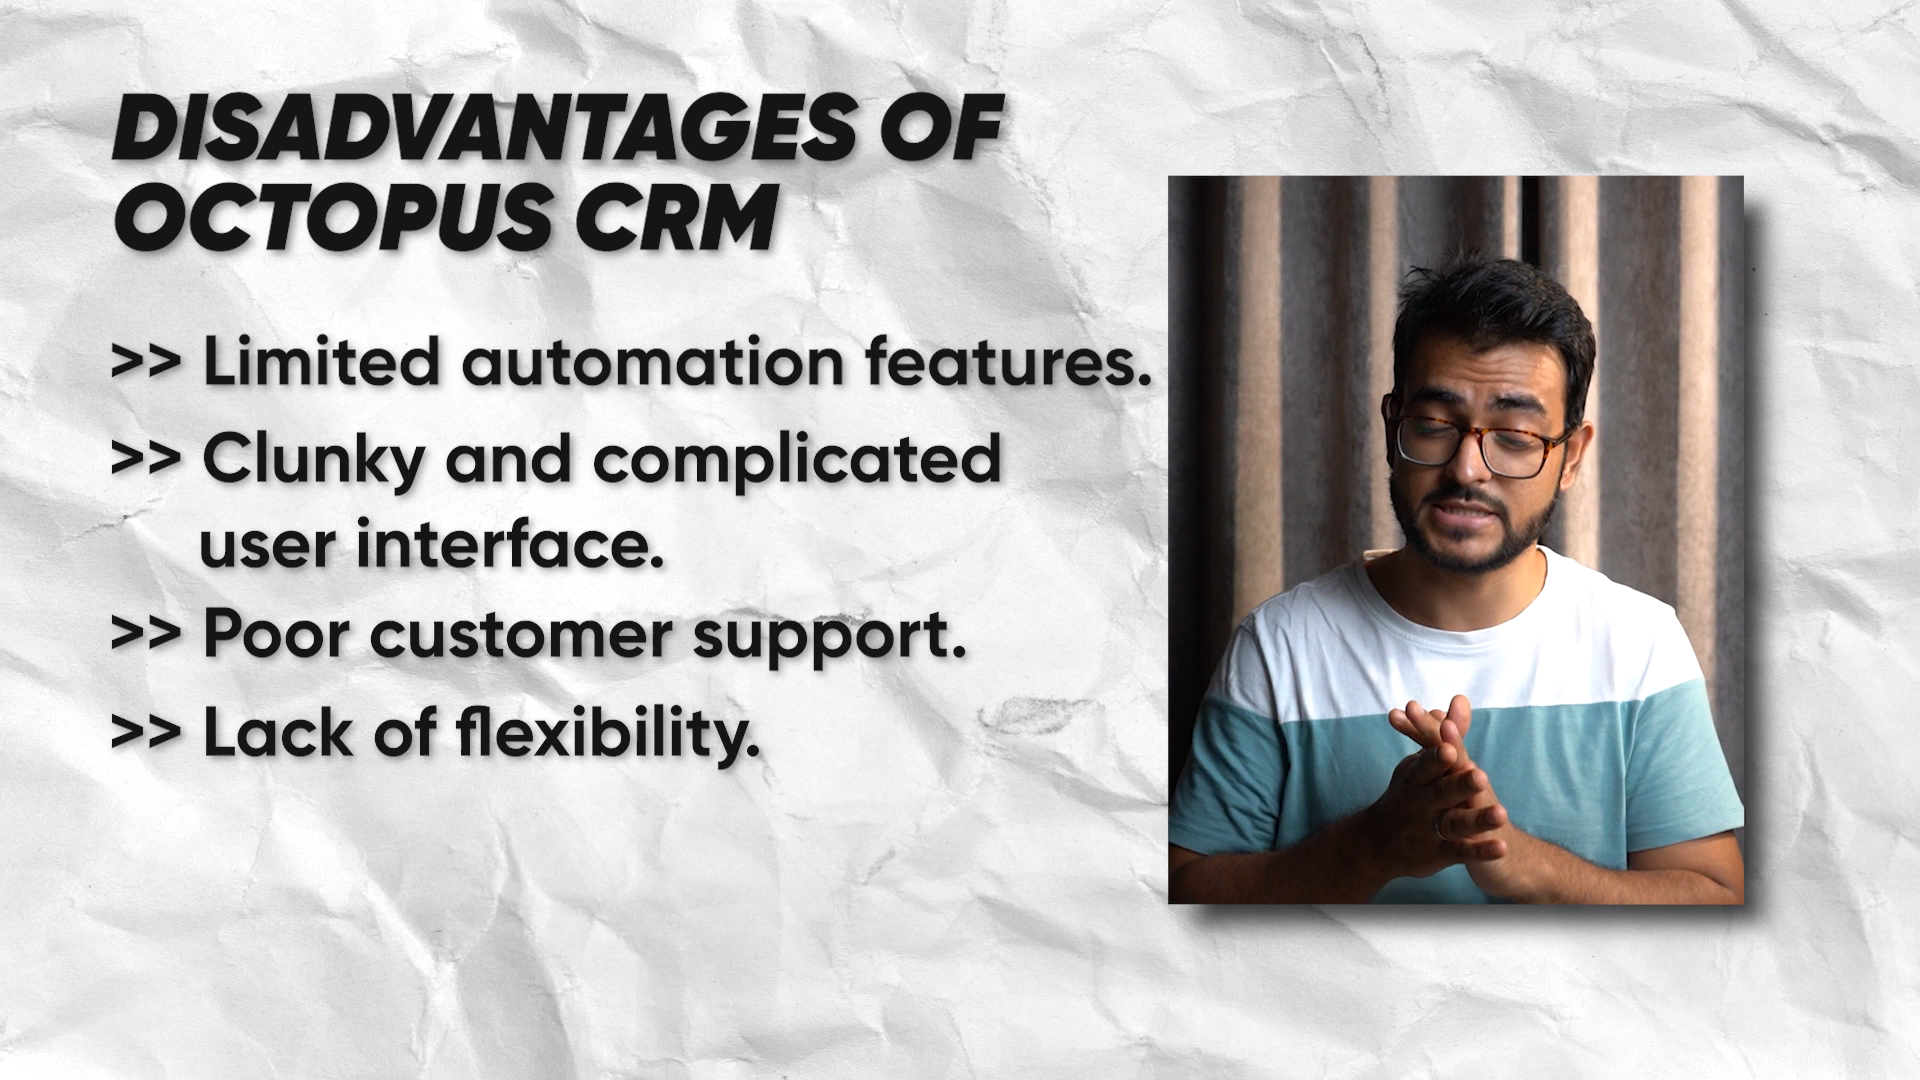 DISADVANTAGES OF
OCTOPUS CRM
>> Limited automation features.
>> Clunky and complicated
user interface.
>> Poor customer support.
>> Lack of flexibility.